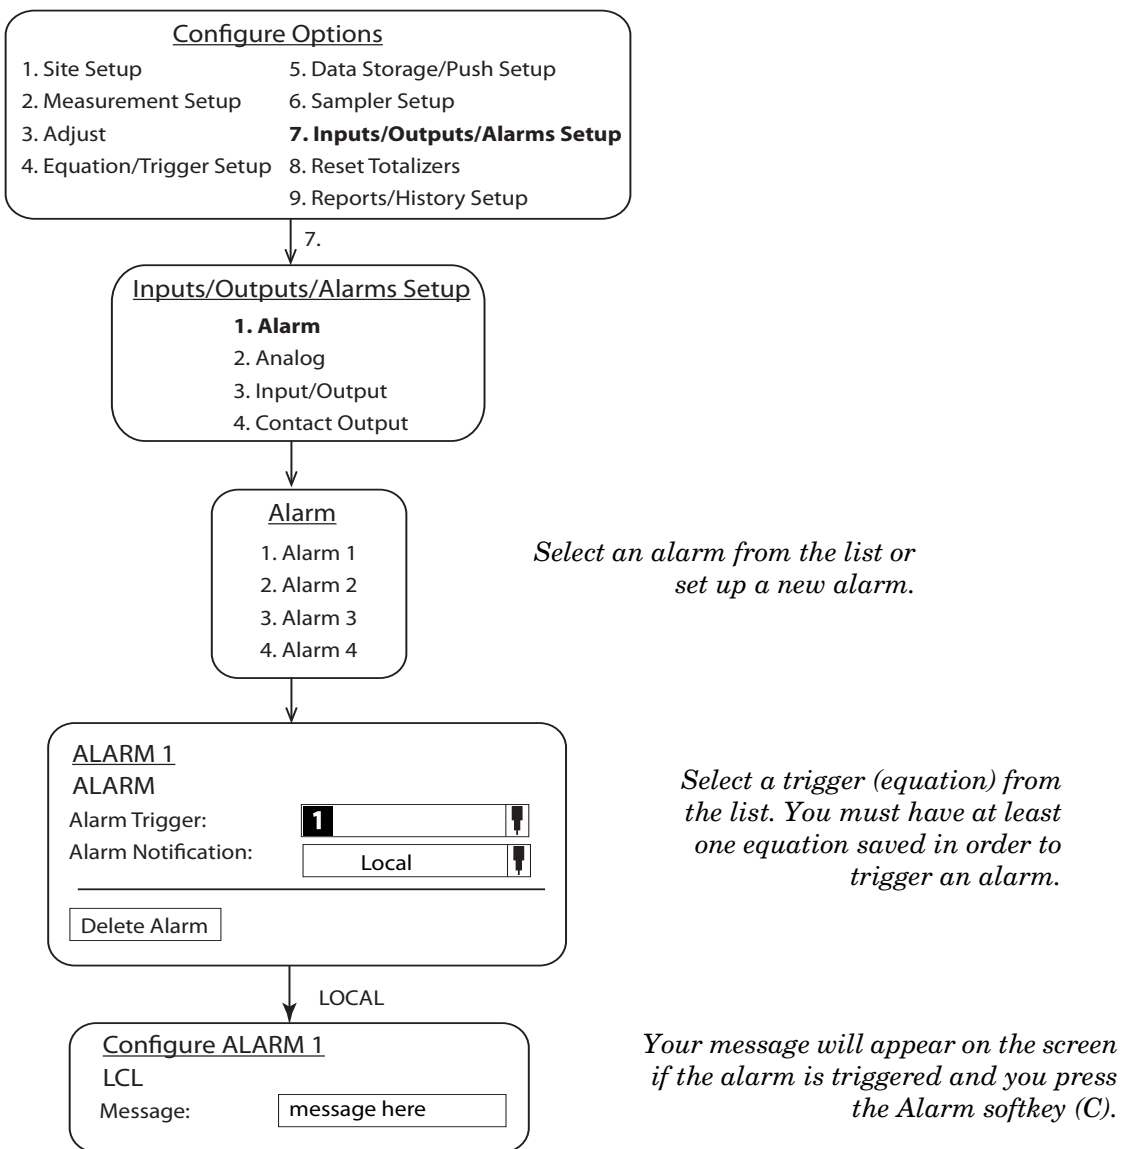 Configure Options
1. Site Setup
2. Measurement Setup
3. Adjust
4. Equation/Trigger Setup
5. Data Storage/Push Setup
6. Sampler Setup
7. Inputs/Outputs/Alarms Setup
8. Reset Totalizers
9. Reports/History Setup
7.
Inputs/Outputs/Alarms Setup
1. Alarm
2. Analog
3. Input/Output
4. Contact Output
Alarm
1. Alarm 1
2. Alarm 2
3. Alarm 3
4. Alarm 4
Select an alarm from the list or
set up a new alarm.
ALARM 1
ALARM
Alarm Trigger:
1
Alarm Notification:
Local
Delete Alarm
Select a trigger (equation) from
the list. You must have at least
one equation saved in order to
trigger an alarm.
LOCAL
Configure ALARM 1
LCL
Message:
message here
Your message will appear on the screen
if the alarm is triggered and you press
the Alarm softkey (C).